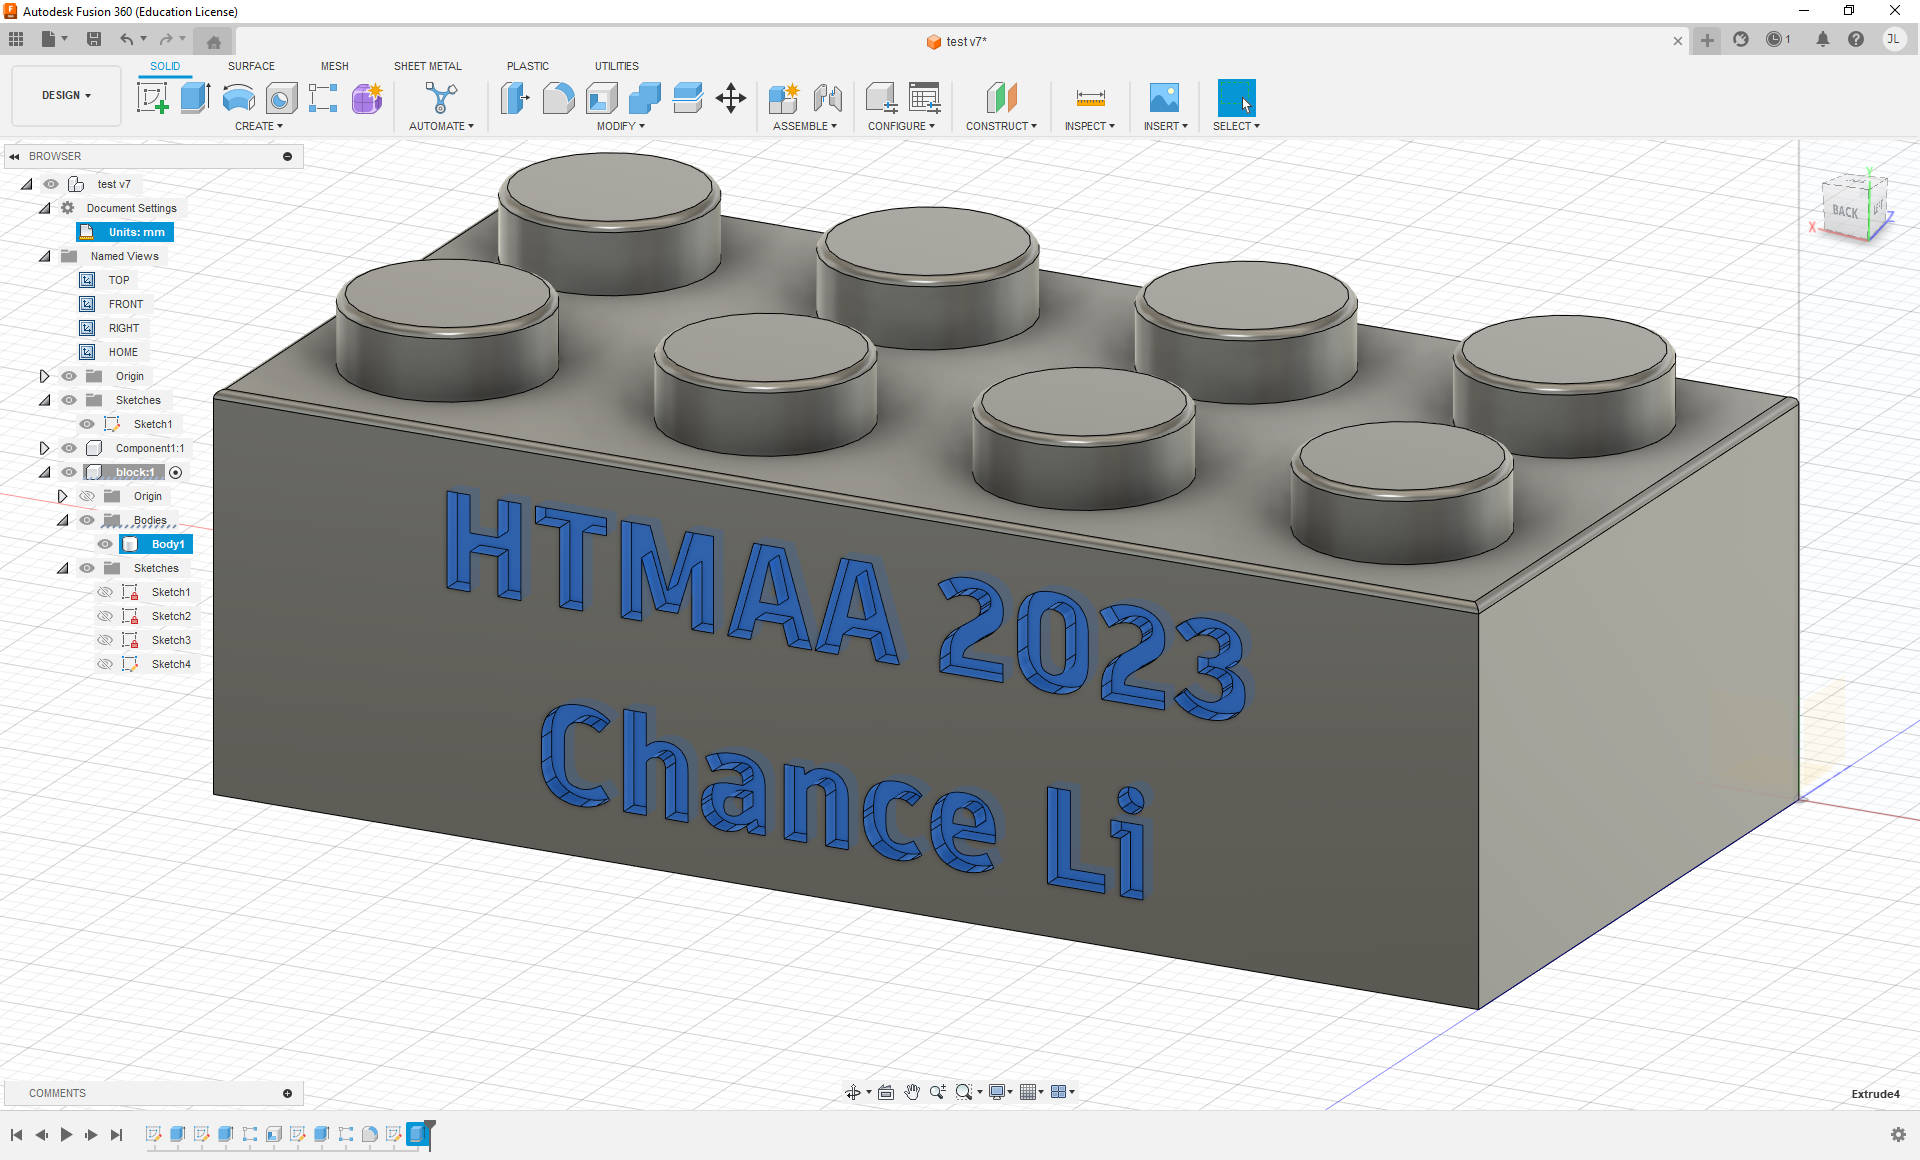 Autodesk Fusion 360 (Education License)
test v7*
1
JL
DESIGN
SOLID SURFACE MESH SHEET METAL PLASTIC UTILITIES
CREATE AUTOMATE MODIFY ASSEMBLE CONFIGURE CONSTRUCT INSPECT INSERT SELECT
BROWSER
test v7
Document Settings
Units: mm
Named Views
TOP
FRONT
RIGHT
HOME
Origin
Sketches
Sketch1
Component1:1
block:1
Origin
Bodies
Body1
Sketches
Sketch1
Sketch2
Sketch3
Sketch4
Y
BACK
LEFT
X
Z
HTMAA 2023
Chance Li
COMMENTS
Extrude4